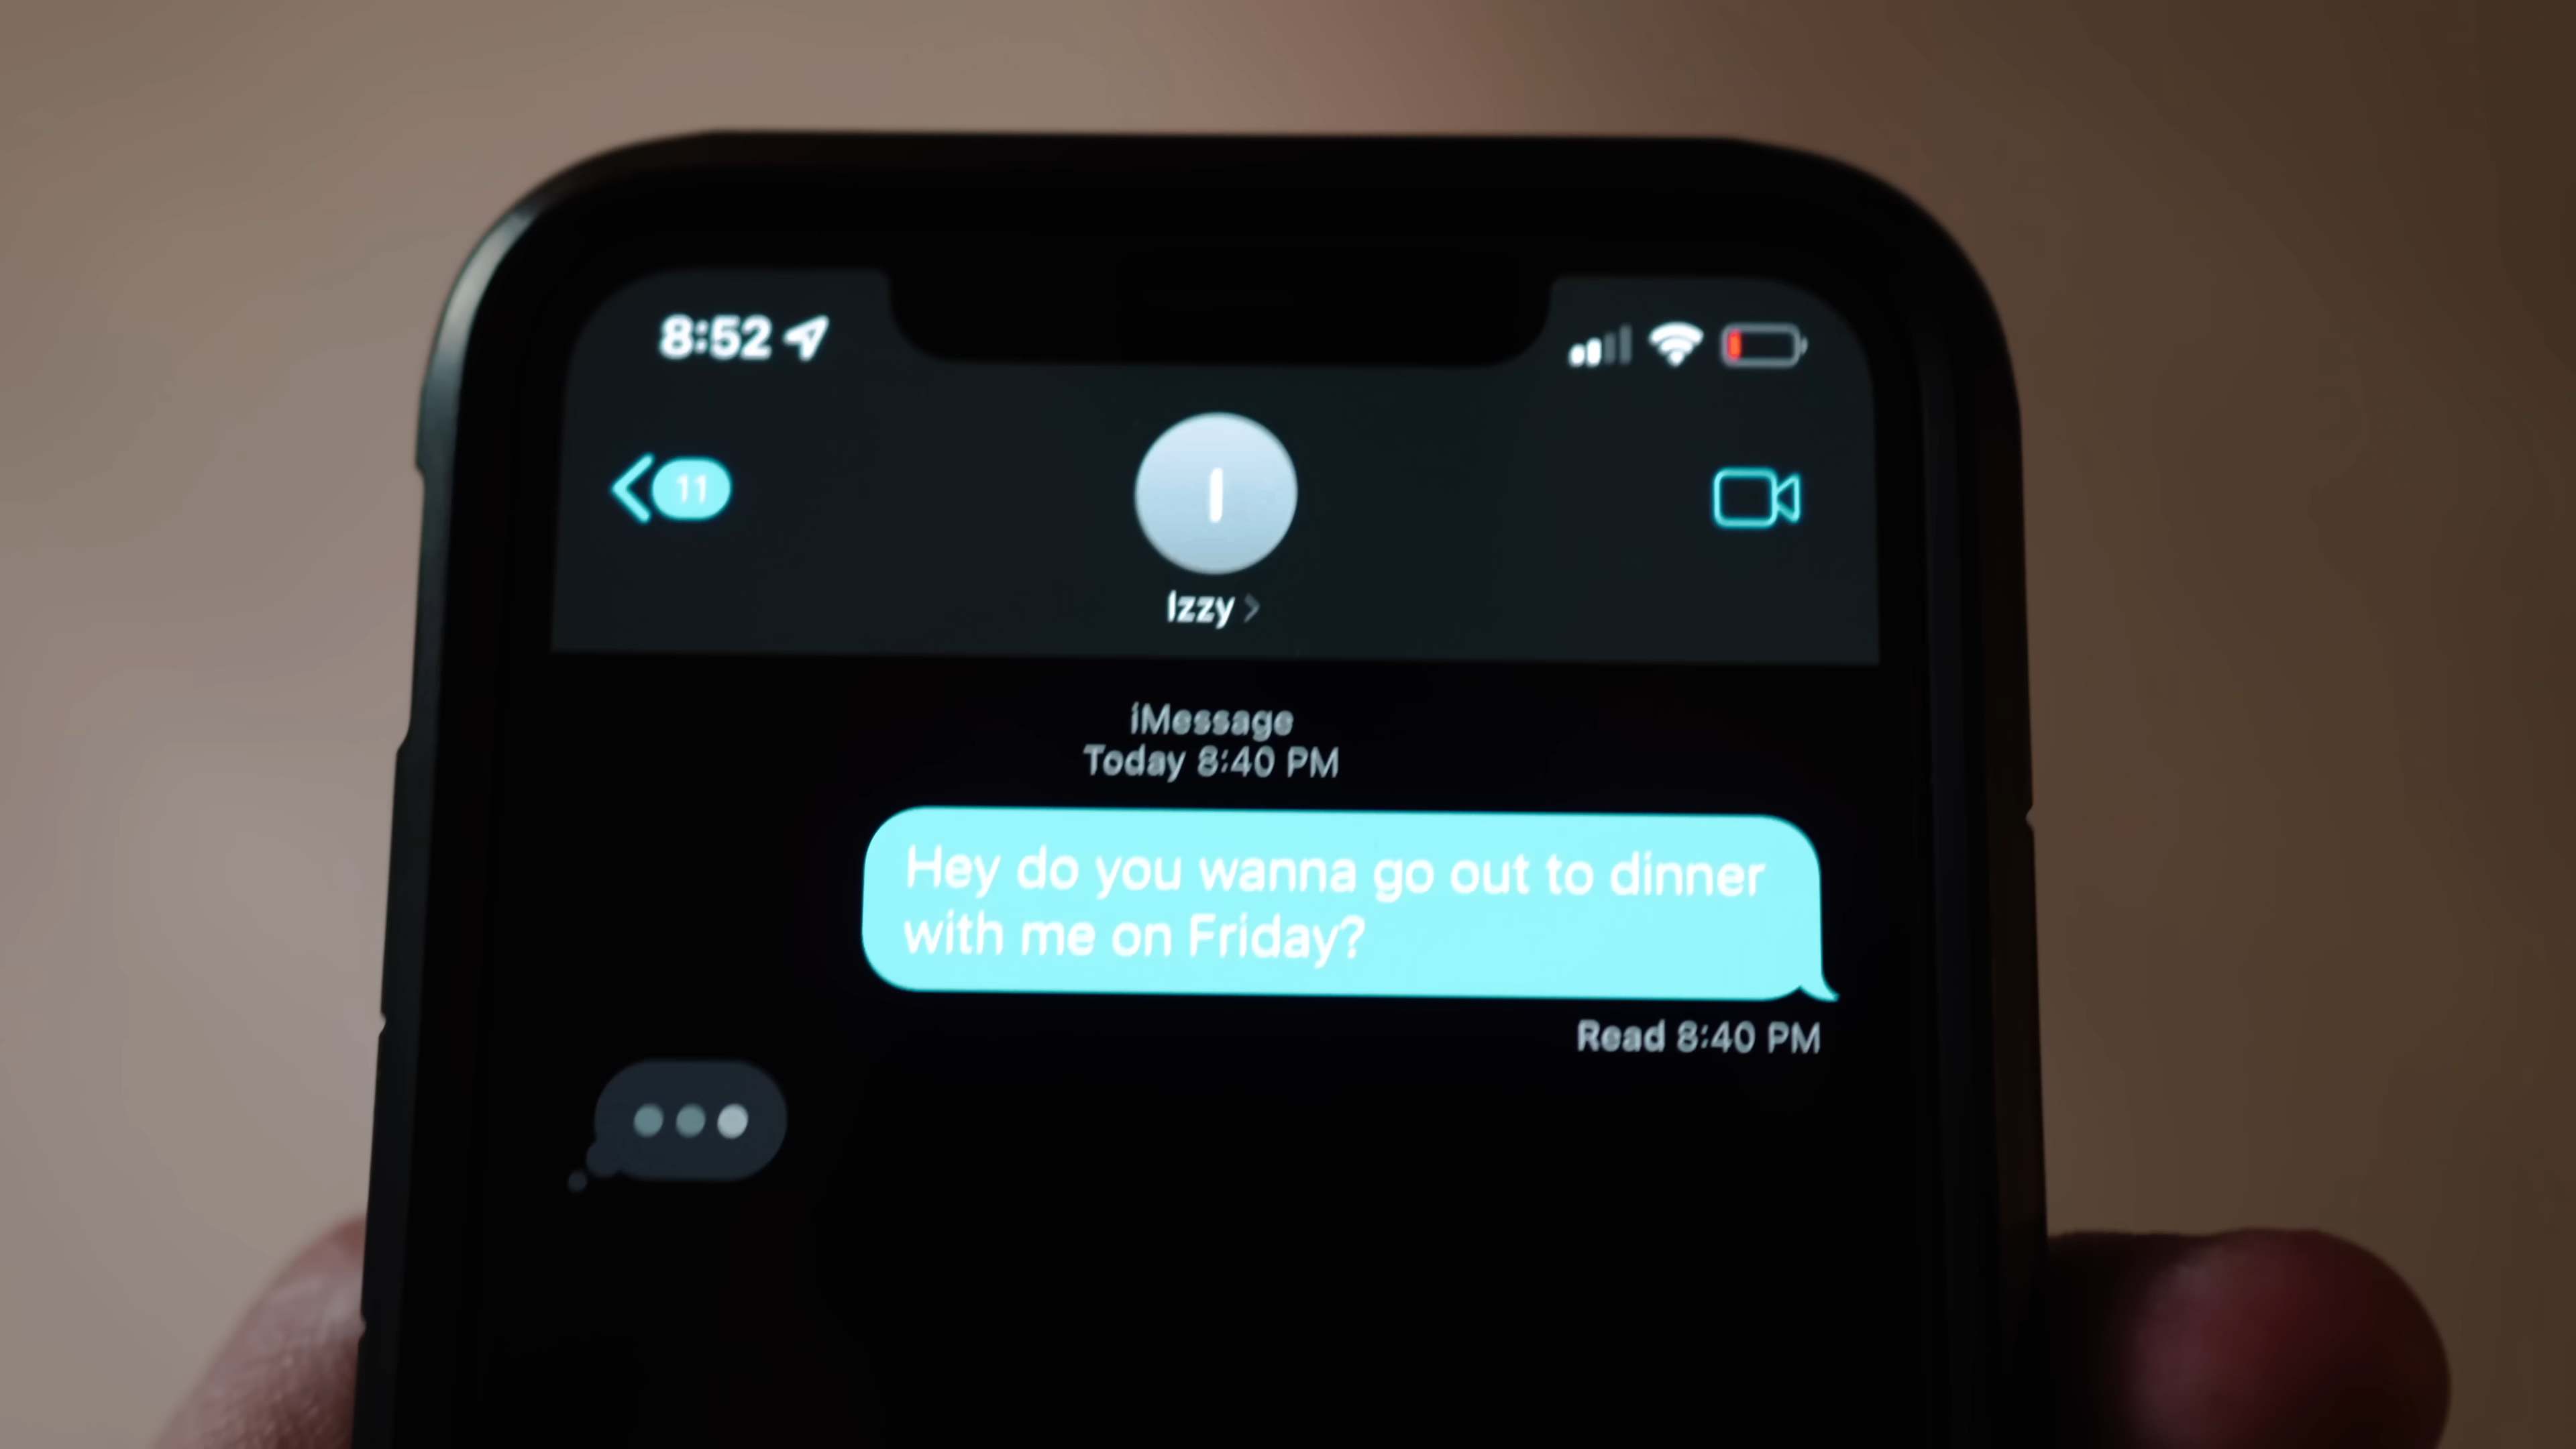 8:52
11
I
Izzy >
iMessage
Today 8:40 PM
Hey do you wanna go out to dinner
with me on Friday?
Read 8:40 PM